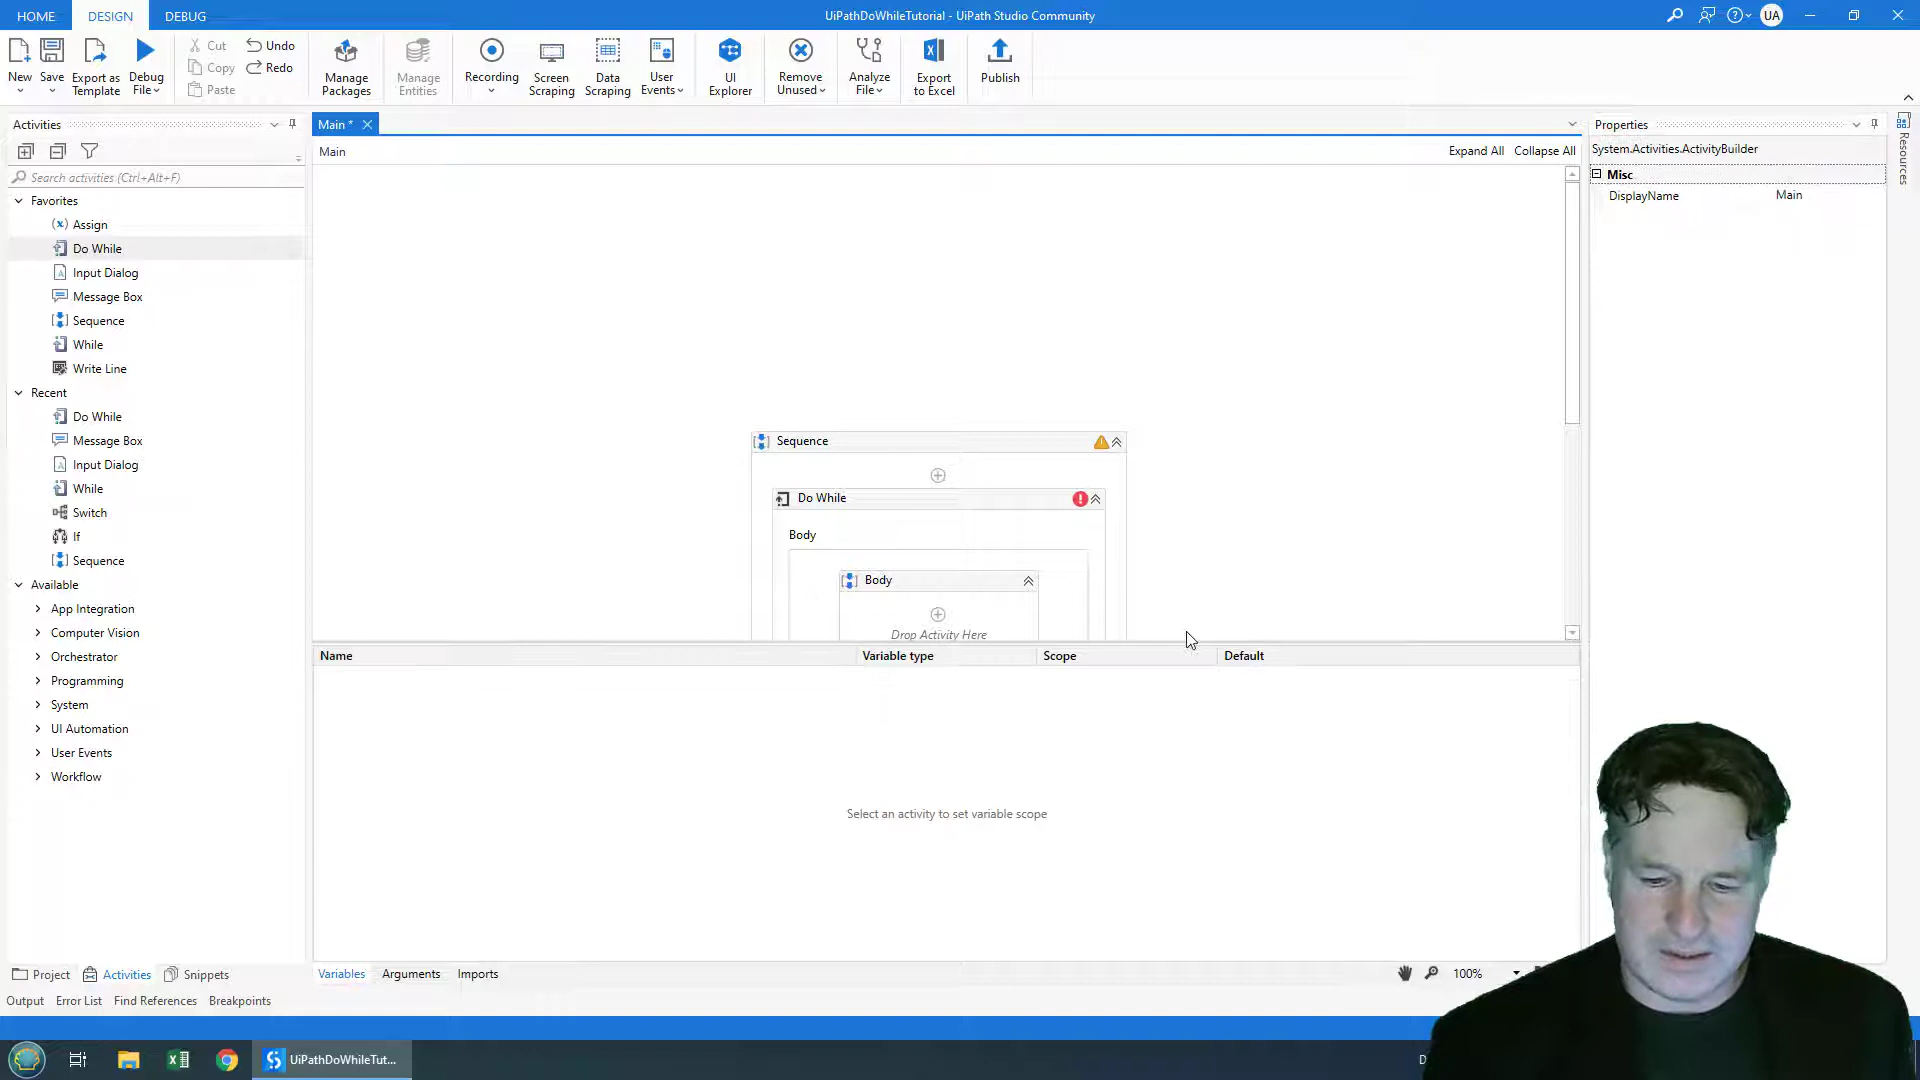 HOME DESIGN DEBUG
UiPathDoWhileTutorial - UiPath Studio Community
UA
New
Save
Export as Template
Debug File
Cut
Copy
Paste
Undo
Redo
Manage Packages
Manage Entities
Recording
Screen Scraping
Data Scraping
User Events
UI Explorer
Remove Unused
Analyze File
Export to Excel
Publish
Activities
Search activities (Ctrl+Alt+F)
Favorites
Assign
Do While
Input Dialog
Message Box
Sequence
While
Write Line
Recent
Do While
Message Box
Input Dialog
While
Switch
If
Sequence
Available
App Integration
Computer Vision
Orchestrator
Programming
System
UI Automation
User Events
Workflow
Project Activities Snippets
Output Error List Find References Breakpoints
Main *
Main
Expand All Collapse All
Sequence
Do While
Body
Body
Drop Activity Here
Name Variable type Scope Default
Select an activity to set variable scope
Variables Arguments Imports
100%
Properties
System.Activities.ActivityBuilder
Misc
DisplayName Main
Resources
UiPathDoWhileTut...
D